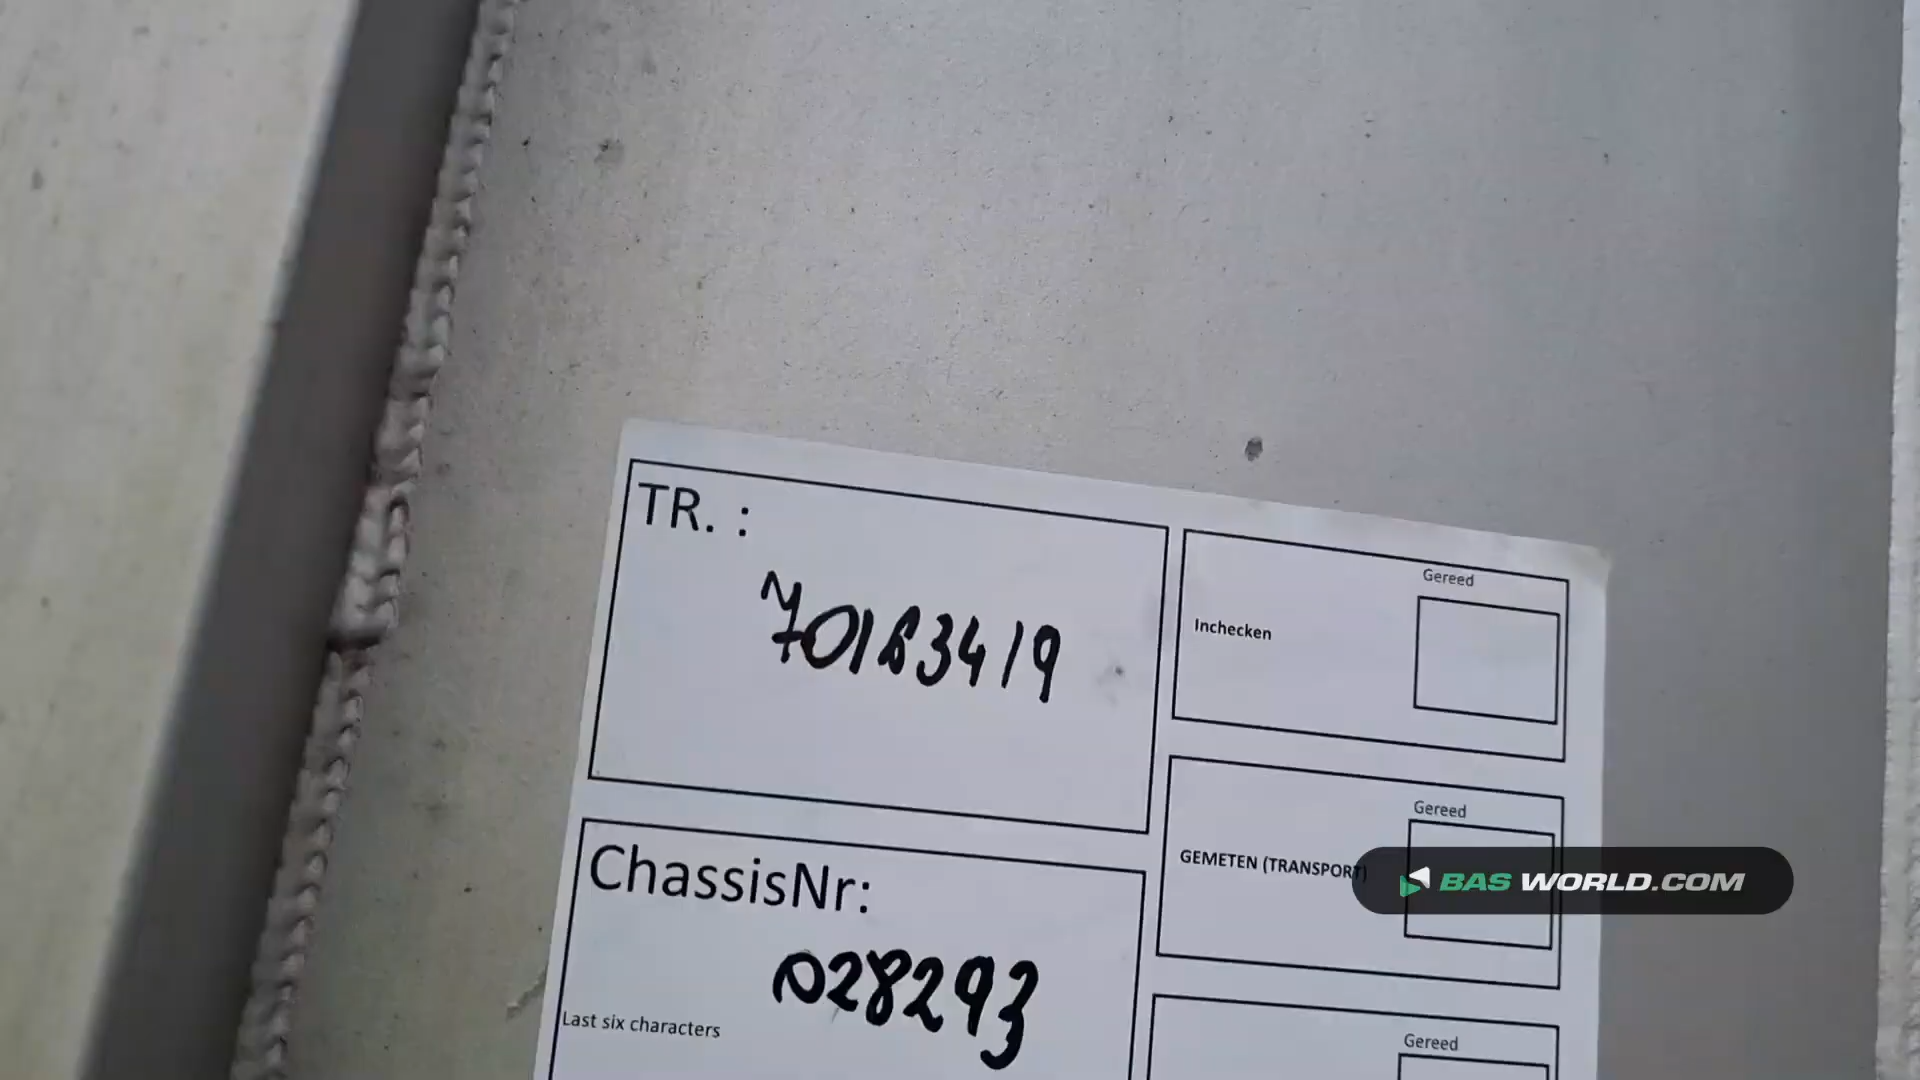 TR. :
70183419
ChassisNr:
028293
Last six characters
Gereed
Inchecken
Gereed
GEMETEN (TRANSPORT)
Gereed
BAS WORLD.COM